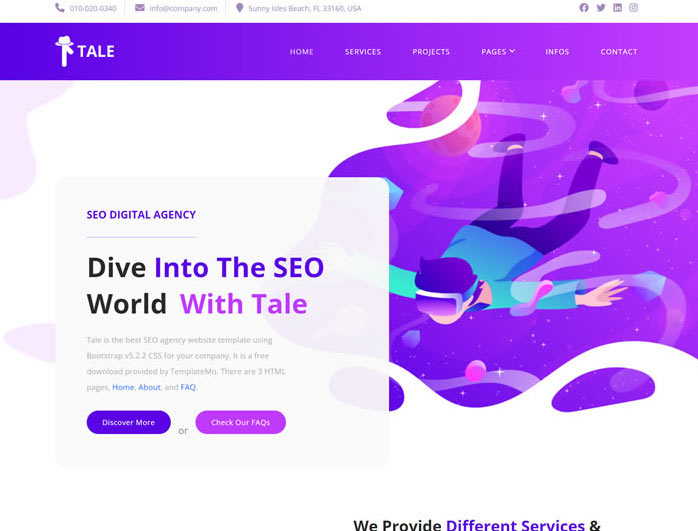 010-020-0340 info@company.com Sunny Isles Beach, FL 33160, USA
TALE HOME SERVICES PROJECTS PAGES INFOS CONTACT
SEO DIGITAL AGENCY
Dive Into The SEO
World With Tale
Tale is the best SEO agency website template using
Bootstrap v5.2.2 CSS for your company. It is a free
download provided by TemplateMo. There are 3 HTML
pages, Home, About, and FAQ.
Discover More or Check Our FAQs
We Provide Different Services &